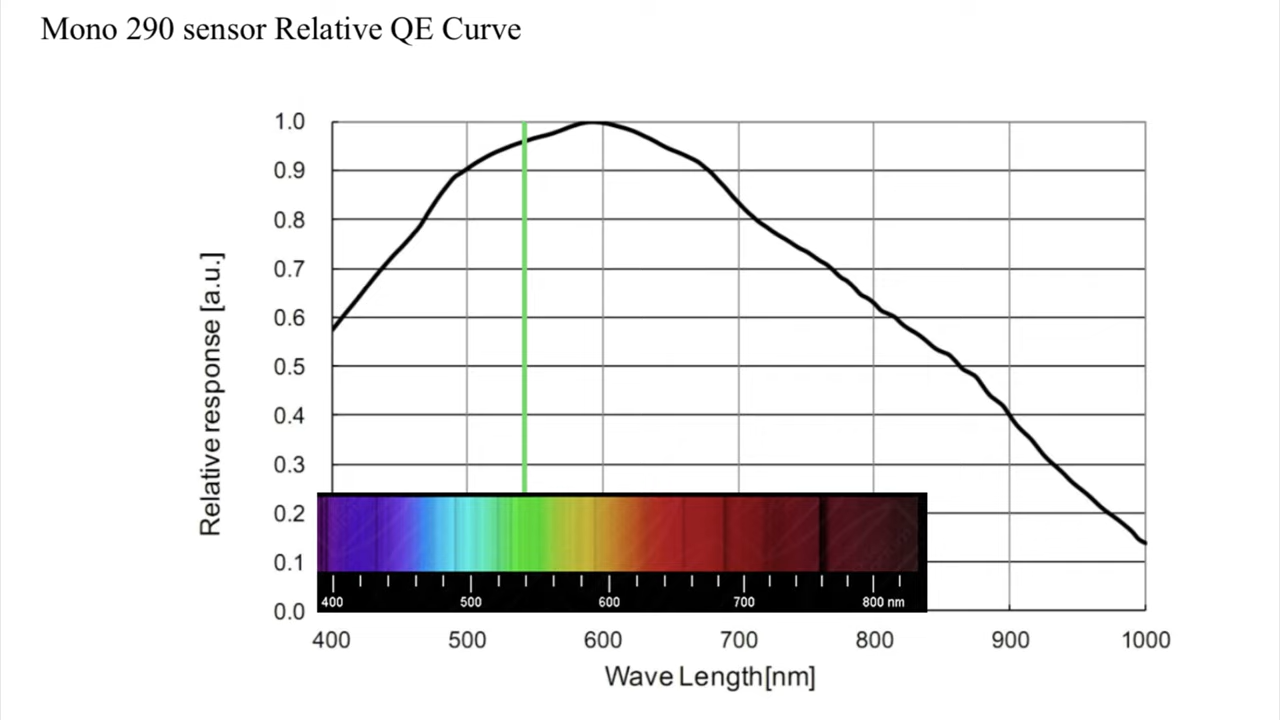 Mono 290 sensor Relative QE Curve
1.0
0.9
0.8
0.7
0.6
0.5
0.4
0.3
0.2
0.1
0.0
Relative response [a.u.]
400 500 600 700 800 nm
400 500 600 700 800 900 1000
Wave Length[nm]